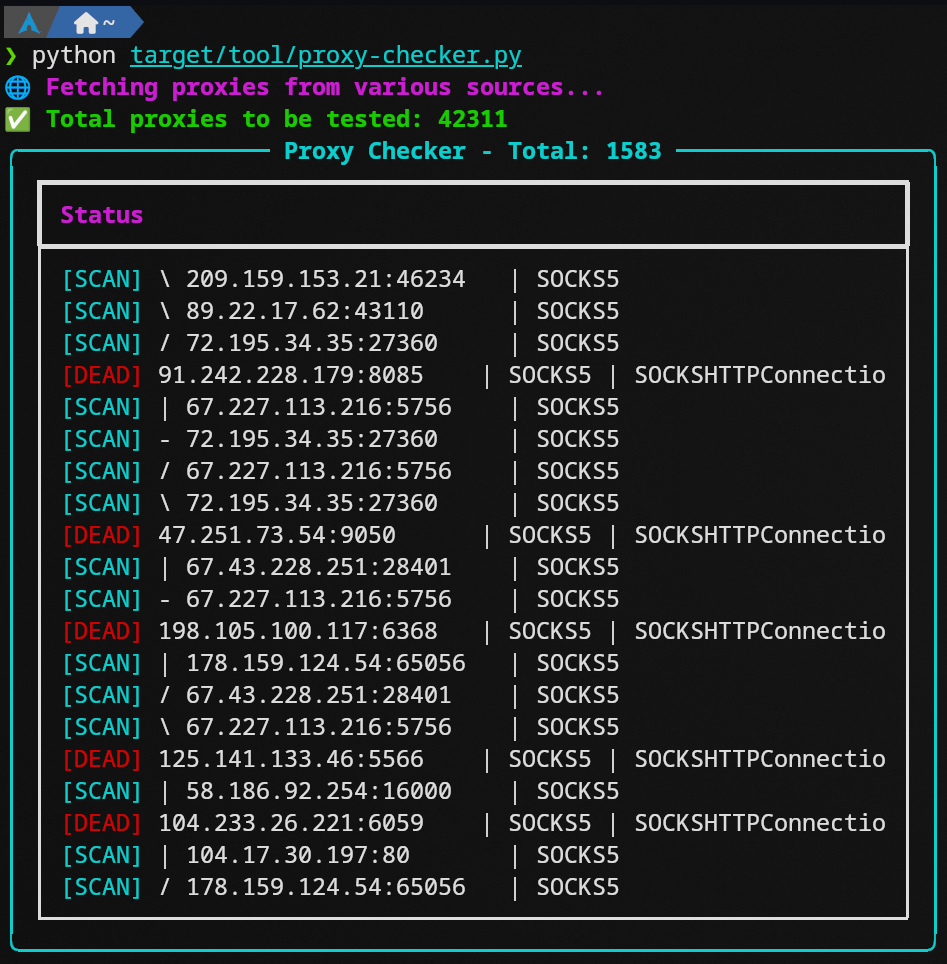 ~
❯ python target/tool/proxy-checker.py
🌐 Fetching proxies from various sources...
✅ Total proxies to be tested: 42311
Proxy Checker - Total: 1583
Status
[SCAN] \ 209.159.153.21:46234 | SOCKS5
[SCAN] \ 89.22.17.62:43110 | SOCKS5
[SCAN] / 72.195.34.35:27360 | SOCKS5
[DEAD] 91.242.228.179:8085 | SOCKS5 | SOCKSHTTPConnectio
[SCAN] | 67.227.113.216:5756 | SOCKS5
[SCAN] - 72.195.34.35:27360 | SOCKS5
[SCAN] / 67.227.113.216:5756 | SOCKS5
[SCAN] \ 72.195.34.35:27360 | SOCKS5
[DEAD] 47.251.73.54:9050 | SOCKS5 | SOCKSHTTPConnectio
[SCAN] | 67.43.228.251:28401 | SOCKS5
[SCAN] - 67.227.113.216:5756 | SOCKS5
[DEAD] 198.105.100.117:6368 | SOCKS5 | SOCKSHTTPConnectio
[SCAN] | 178.159.124.54:65056 | SOCKS5
[SCAN] / 67.43.228.251:28401 | SOCKS5
[SCAN] \ 67.227.113.216:5756 | SOCKS5
[DEAD] 125.141.133.46:5566 | SOCKS5 | SOCKSHTTPConnectio
[SCAN] | 58.186.92.254:16000 | SOCKS5
[DEAD] 104.233.26.221:6059 | SOCKS5 | SOCKSHTTPConnectio
[SCAN] | 104.17.30.197:80 | SOCKS5
[SCAN] / 178.159.124.54:65056 | SOCKS5